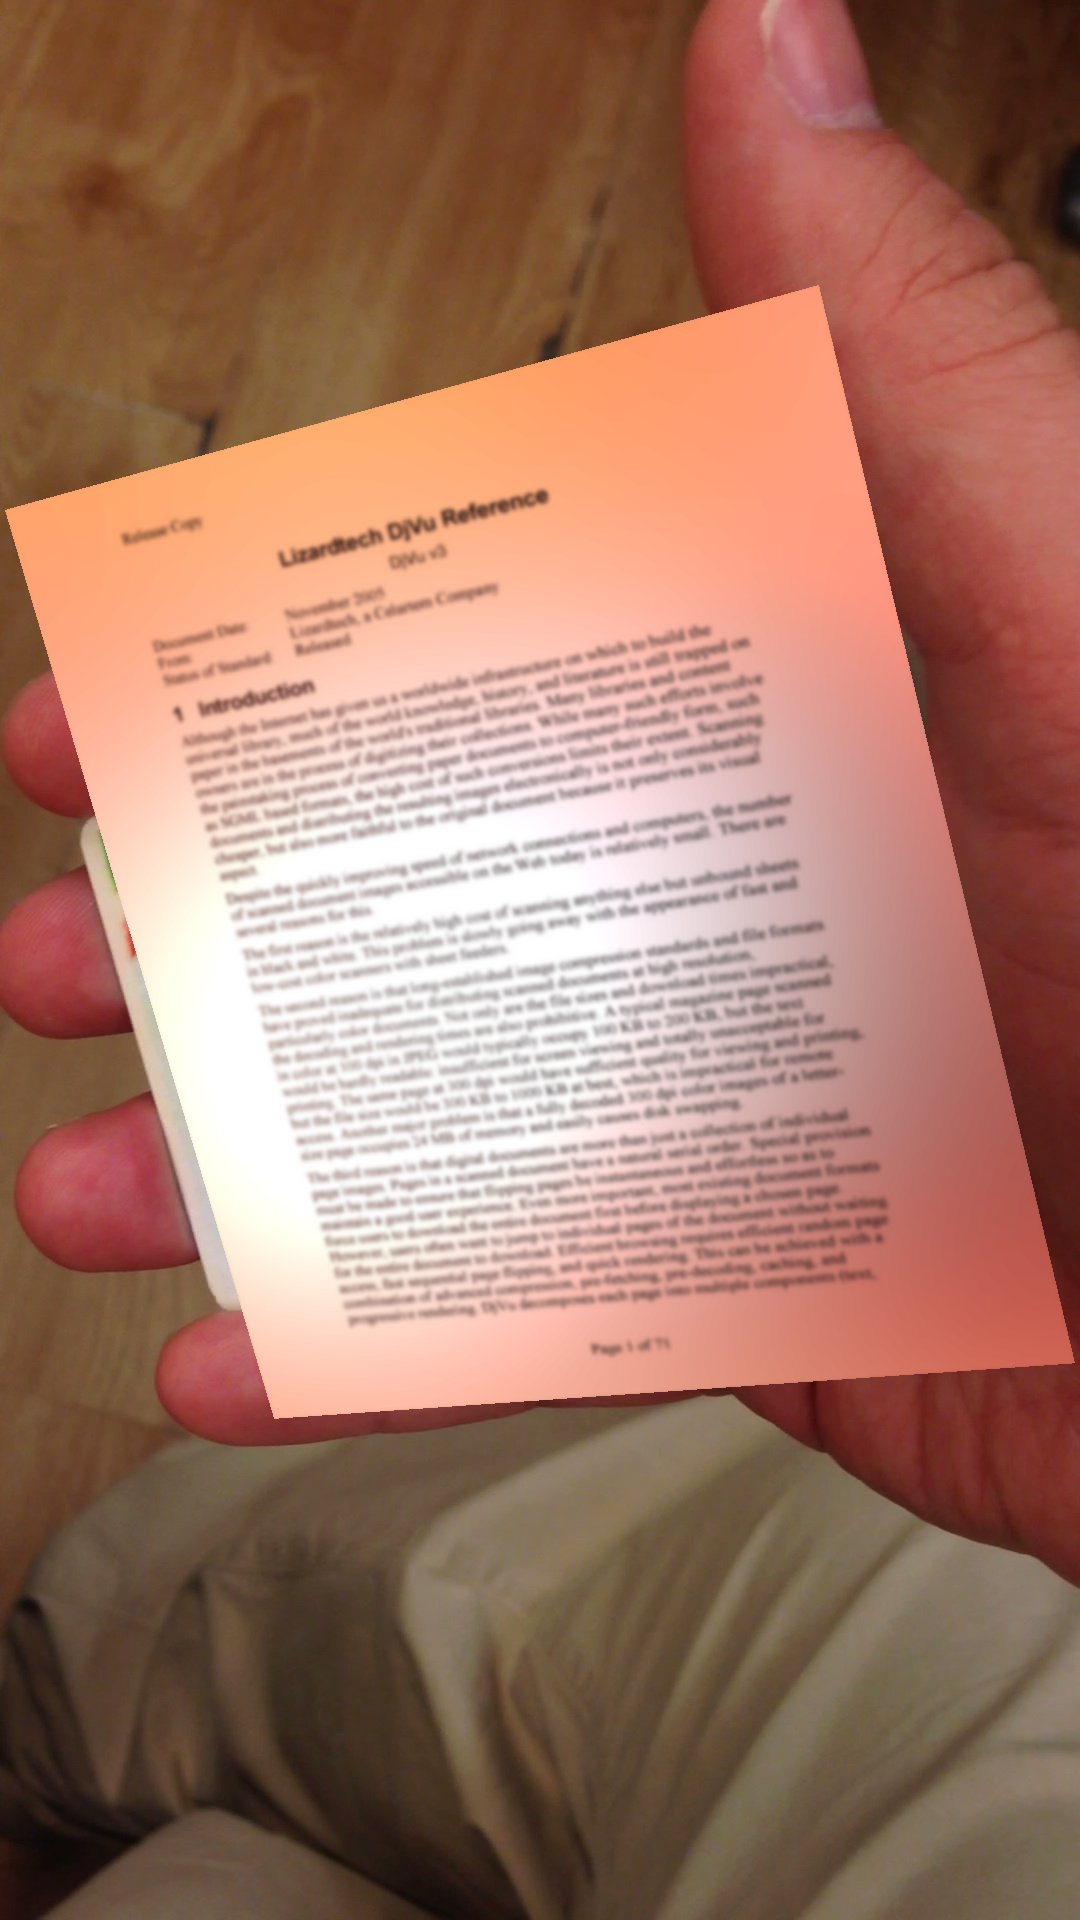 Release Copy
Lizardtech DjVu Reference
DjVu v3
Document Date November 2005
From Lizardtech, a Celartem Company
Status of Standard Released
1 Introduction
Although the Internet has given us a worldwide infrastructure on which to build the
universal library, much of the world knowledge, history, and literature is still trapped on
paper in the basements of the world's traditional libraries. Many libraries and content
owners are in the process of digitizing their collections. While many such efforts involve
the painstaking process of converting paper documents to computer-friendly form, such
as SGML based formats, the high cost of such conversions limits their extent. Scanning
documents and distributing the resulting images electronically is not only considerably
cheaper, but also more faithful to the original document because it preserves its visual
aspect.
Despite the quickly improving speed of network connections and computers, the number
of scanned document images accessible on the Web today is relatively small. There are
several reasons for this.
The first reason is the relatively high cost of scanning anything else but unbound sheets
in black and white. This problem is slowly going away with the appearance of fast and
low-cost color scanners with sheet feeders.
The second reason is that long-established image compression standards and file formats
have proved inadequate for distributing scanned documents at high resolution,
particularly color documents. Not only are the file sizes and download times impractical,
the decoding and rendering times are also prohibitive. A typical magazine page scanned
in color at 100 dpi in JPEG would typically occupy 100 KB to 200 KB, but the text
would be hardly readable: insufficient for screen viewing and totally unacceptable for
printing. The same page at 300 dpi would have sufficient quality for viewing and printing,
but the file size would be 300 KB to 1000 KB at best, which is impractical for remote
access. Another major problem is that a fully decoded 300 dpi color images of a letter-
size page occupies 24 MB of memory and easily causes disk swapping.
The third reason is that digital documents are more than just a collection of individual
page images. Pages in a scanned document have a natural serial order. Special provision
must be made to ensure that flipping pages be instantaneous and effortless so as to
maintain a good user experience. Even more important, most existing document formats
force users to download the entire document first before displaying a chosen page.
However, users often want to jump to individual pages of the document without waiting
for the entire document to download. Efficient browsing requires efficient random page
access, fast sequential page flipping, and quick rendering. This can be achieved with a
combination of advanced compression, pre-fetching, pre-decoding, caching, and
progressive rendering. DjVu decomposes each page into multiple components (text,
Page 1 of 71